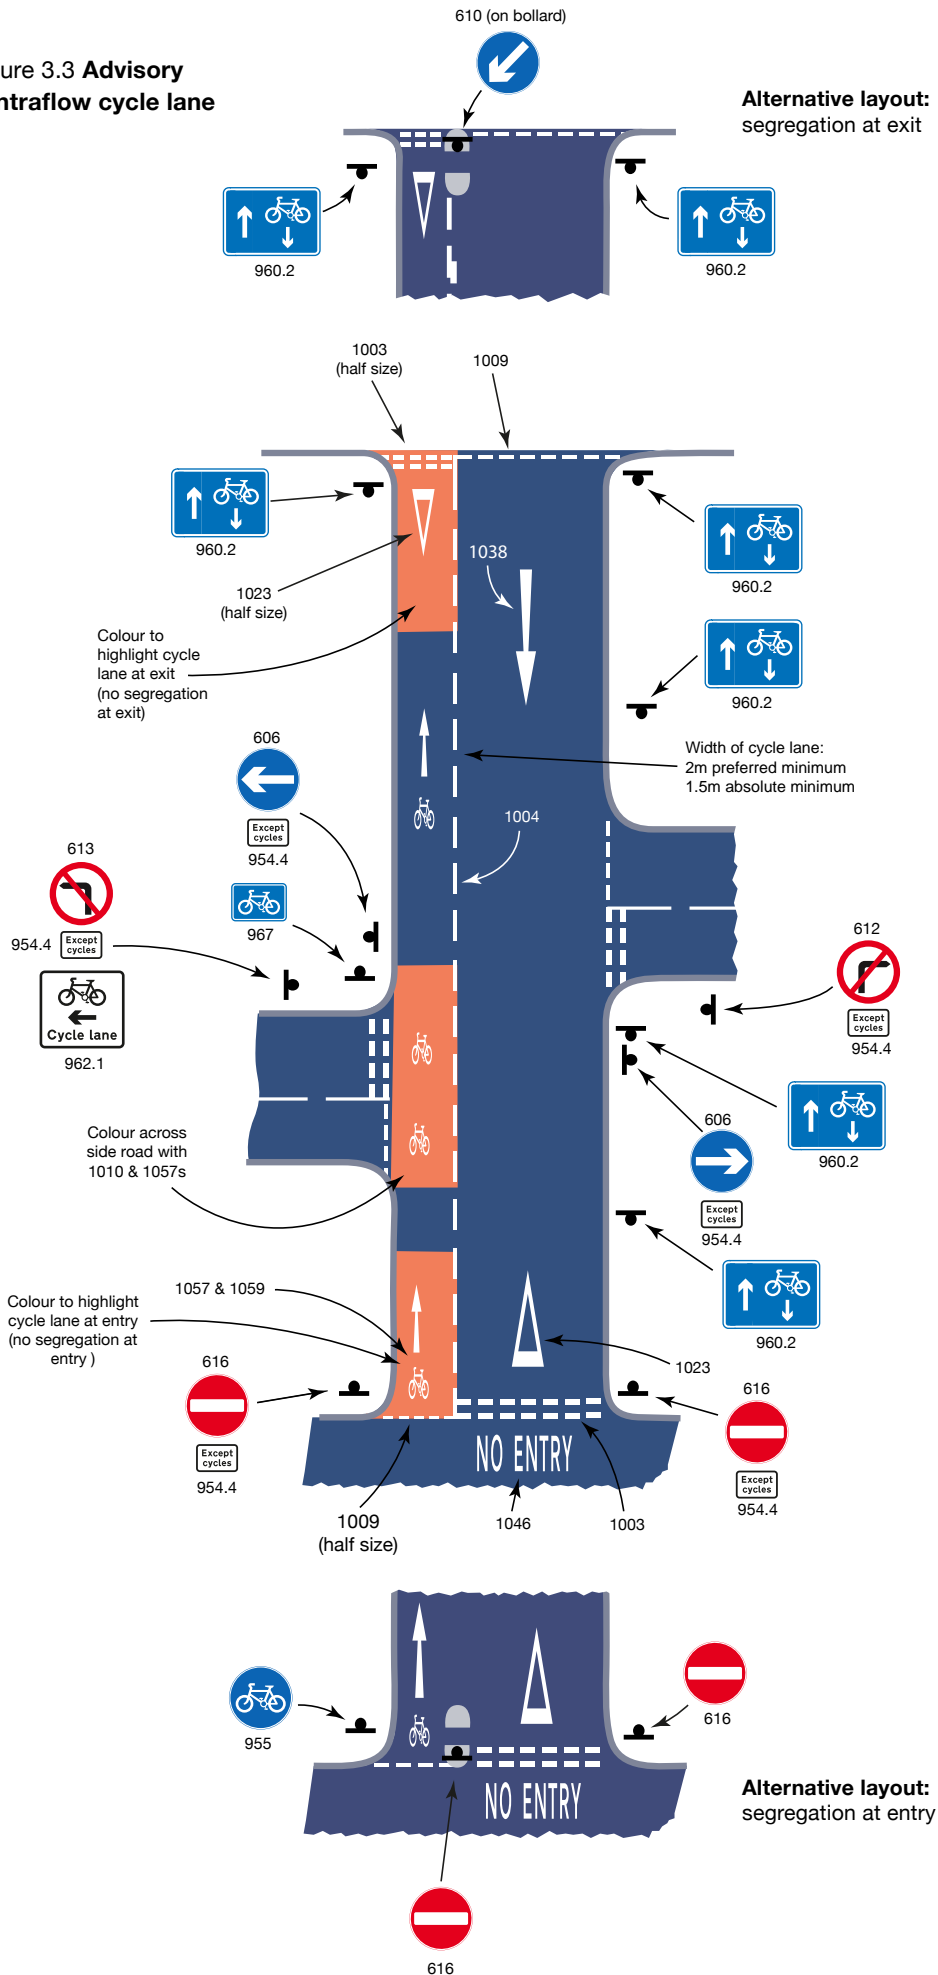 610 (on bollard)
ure 3.3 Advisory
ntraflow cycle lane
Alternative layout:
segregation at exit
960.2
960.2
1003
(half size)
1009
960.2
1038
960.2
1023
(half size)
Colour to
highlight cycle
lane at exit
(no segregation
at exit)
960.2
606
Width of cycle lane:
2m preferred minimum
1.5m absolute minimum
Except
cycles
954.4
1004
613
967
954.4
Except
cycles
612
Except
cycles
954.4
Cycle lane
962.1
606
960.2
Colour across
side road with
1010 & 1057s
Except
cycles
954.4
1057 & 1059
Colour to highlight
cycle lane at entry
(no segregation at
entry )
960.2
1023
616
616
Except
cycles
954.4
NO ENTRY
Except
cycles
954.4
1009
(half size)
1046
1003
955
616
NO ENTRY
Alternative layout:
segregation at entry
616